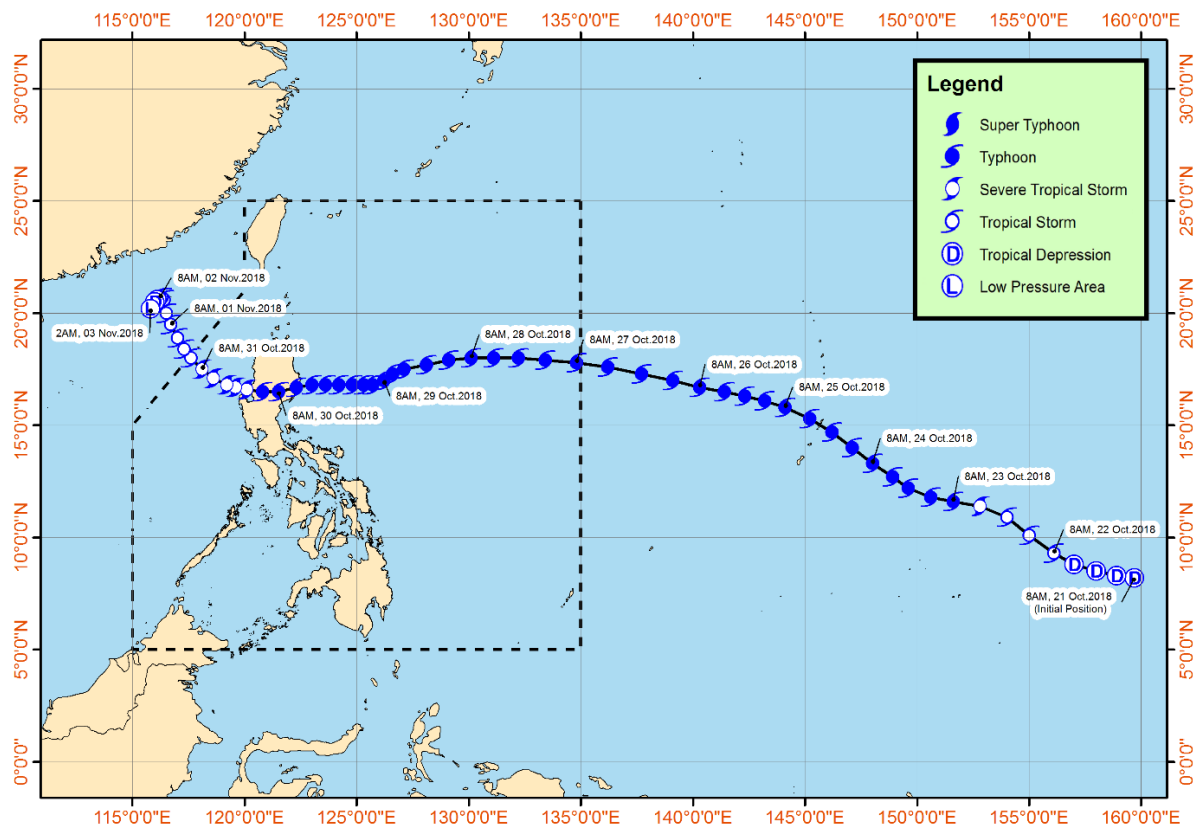 115°0'0"E 120°0'0"E 125°0'0"E 130°0'0"E 135°0'0"E 140°0'0"E 145°0'0"E 150°0'0"E 155°0'0"E 160°0'0"E
30°0'0"N
25°0'0"N
20°0'0"N
15°0'0"N
10°0'0"N
5°0'0"N
0°0'0"
30°0'0"N
25°0'0"N
20°0'0"N
15°0'0"N
10°0'0"N
5°0'0"N
0°0'0"
Legend
Super Typhoon
Typhoon
Severe Tropical Storm
Tropical Storm
D Tropical Depression
L Low Pressure Area
8AM, 02 Nov.2018
8AM, 01 Nov.2018
L
2AM, 03 Nov.2018
8AM, 31 Oct.2018
8AM, 30 Oct.2018
8AM, 29 Oct.2018
8AM, 28 Oct.2018
8AM, 27 Oct.2018
8AM, 26 Oct.2018
8AM, 25 Oct.2018
8AM, 24 Oct.2018
8AM, 23 Oct.2018
8AM, 22 Oct.2018
D D D D
8AM, 21 Oct.2018
(Initial Position)
115°0'0"E 120°0'0"E 125°0'0"E 130°0'0"E 135°0'0"E 140°0'0"E 145°0'0"E 150°0'0"E 155°0'0"E 160°0'0"E